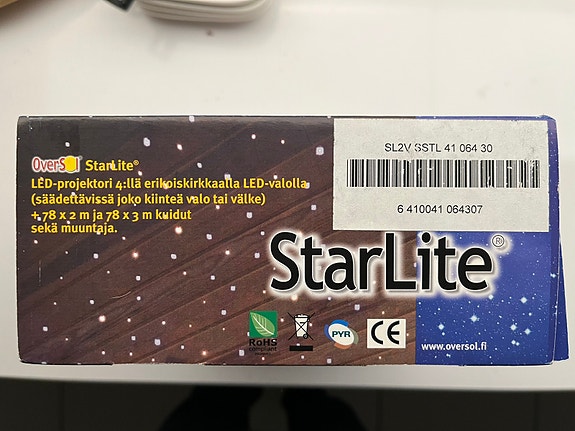 OverSol StarLite®
LED-projektori 4:llä erikoiskirkkaalla LED-valolla
(säädettävissä joko kiinteä valo tai välke)
+ 78 x 2 m ja 78 x 3 m kuidut
sekä muuntaja.
SL2V SSTL 41 064 30
6 410041 064307
StarLite®
RoHS
compliant
PYR
CE
www.oversol.fi